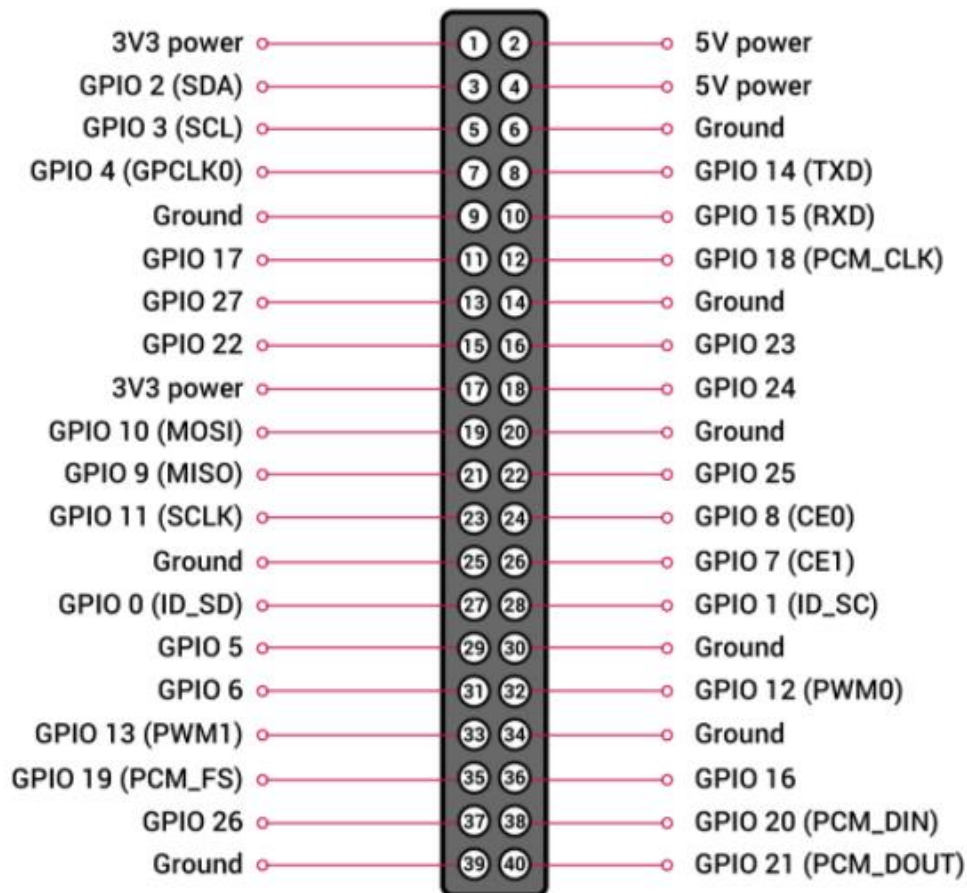 3V3 power 1 2 5V power
GPIO 2 (SDA) 3 4 5V power
GPIO 3 (SCL) 5 6 Ground
GPIO 4 (GPCLK0) 7 8 GPIO 14 (TXD)
Ground 9 10 GPIO 15 (RXD)
GPIO 17 11 12 GPIO 18 (PCM_CLK)
GPIO 27 13 14 Ground
GPIO 22 15 16 GPIO 23
3V3 power 17 18 GPIO 24
GPIO 10 (MOSI) 19 20 Ground
GPIO 9 (MISO) 21 22 GPIO 25
GPIO 11 (SCLK) 23 24 GPIO 8 (CE0)
Ground 25 26 GPIO 7 (CE1)
GPIO 0 (ID_SD) 27 28 GPIO 1 (ID_SC)
GPIO 5 29 30 Ground
GPIO 6 31 32 GPIO 12 (PWM0)
GPIO 13 (PWM1) 33 34 Ground
GPIO 19 (PCM_FS) 35 36 GPIO 16
GPIO 26 37 38 GPIO 20 (PCM_DIN)
Ground 39 40 GPIO 21 (PCM_DOUT)